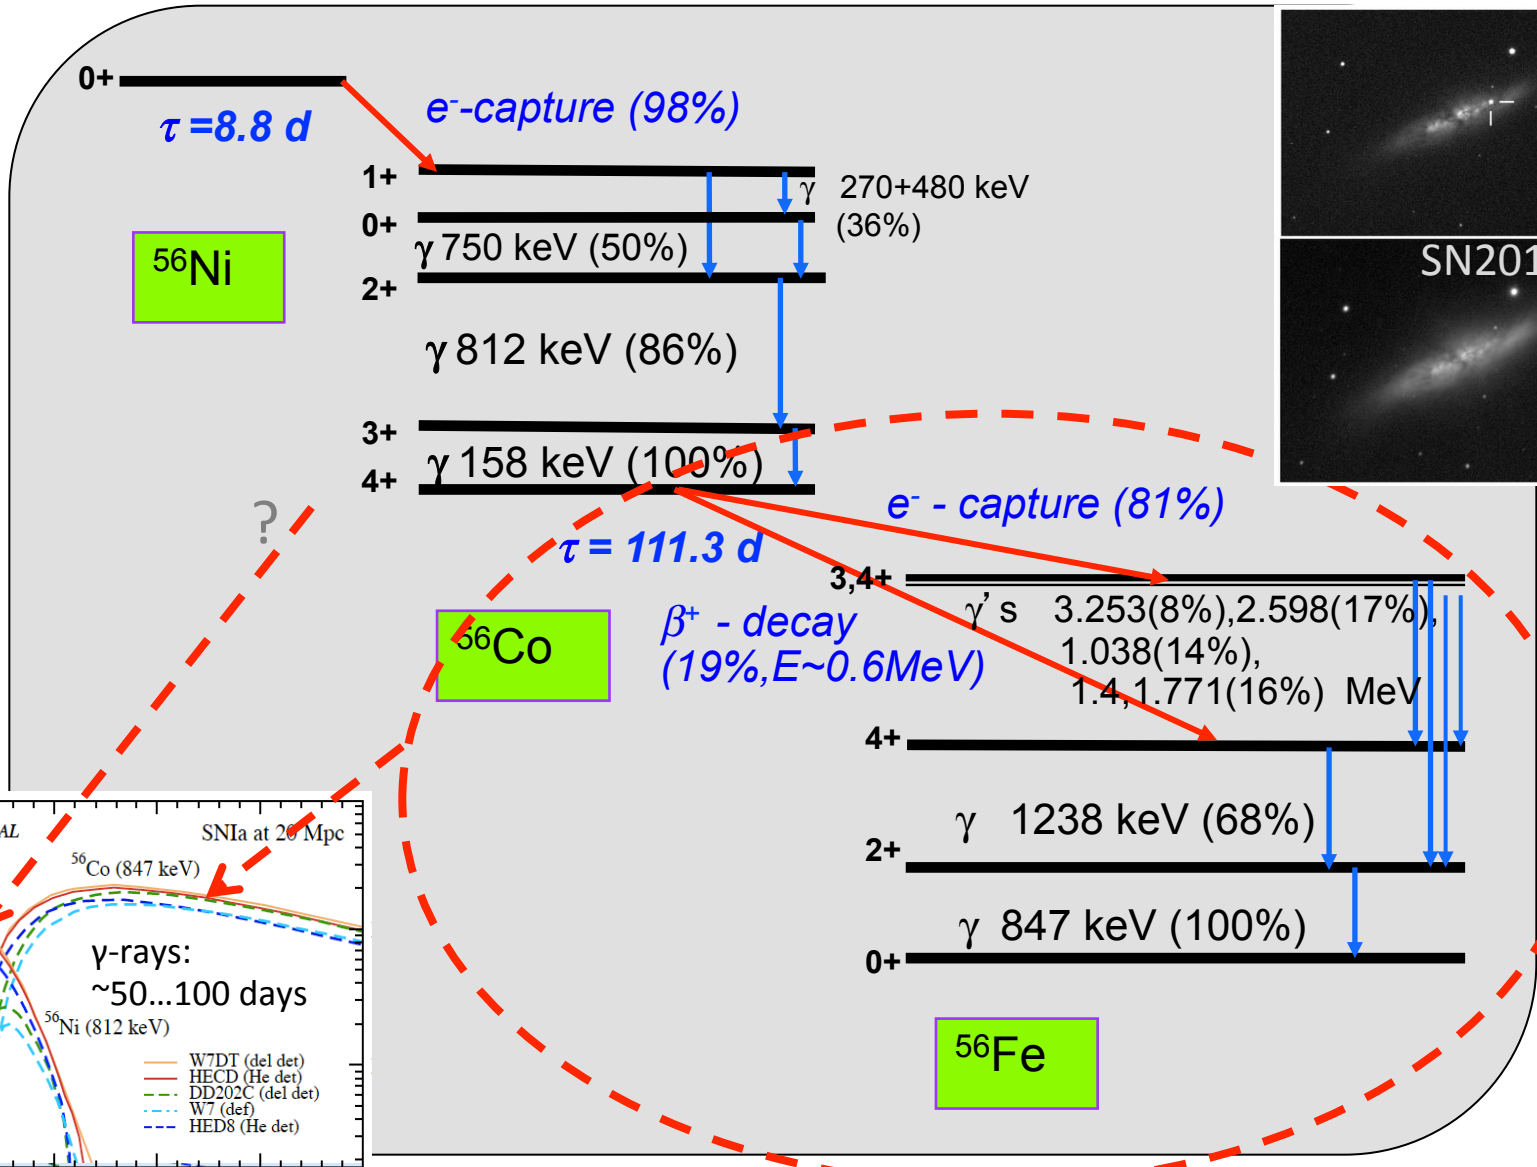 0+
τ =8.8 d
e⁻-capture (98%)
1+
γ 270+480 keV
(36%)
0+
γ 750 keV (50%)
⁵⁶Ni
2+
γ 812 keV (86%)
3+
γ 158 keV (100%)
4+
SN201
?
e⁻ - capture (81%)
τ = 111.3 d
3,4+
γ's 3.253(8%),2.598(17%),
1.038(14%),
1.4,1.771(16%) MeV
⁵⁶Co
β⁺ - decay
(19%,E~0.6MeV)
4+
γ 1238 keV (68%)
2+
γ 847 keV (100%)
0+
⁵⁶Fe
AL
SNIa at 20 Mpc
⁵⁶Co (847 keV)
γ-rays:
~50...100 days
⁵⁶Ni (812 keV)
W7DT (del det)
HECD (He det)
DD202C (del det)
W7 (def)
HED8 (He det)